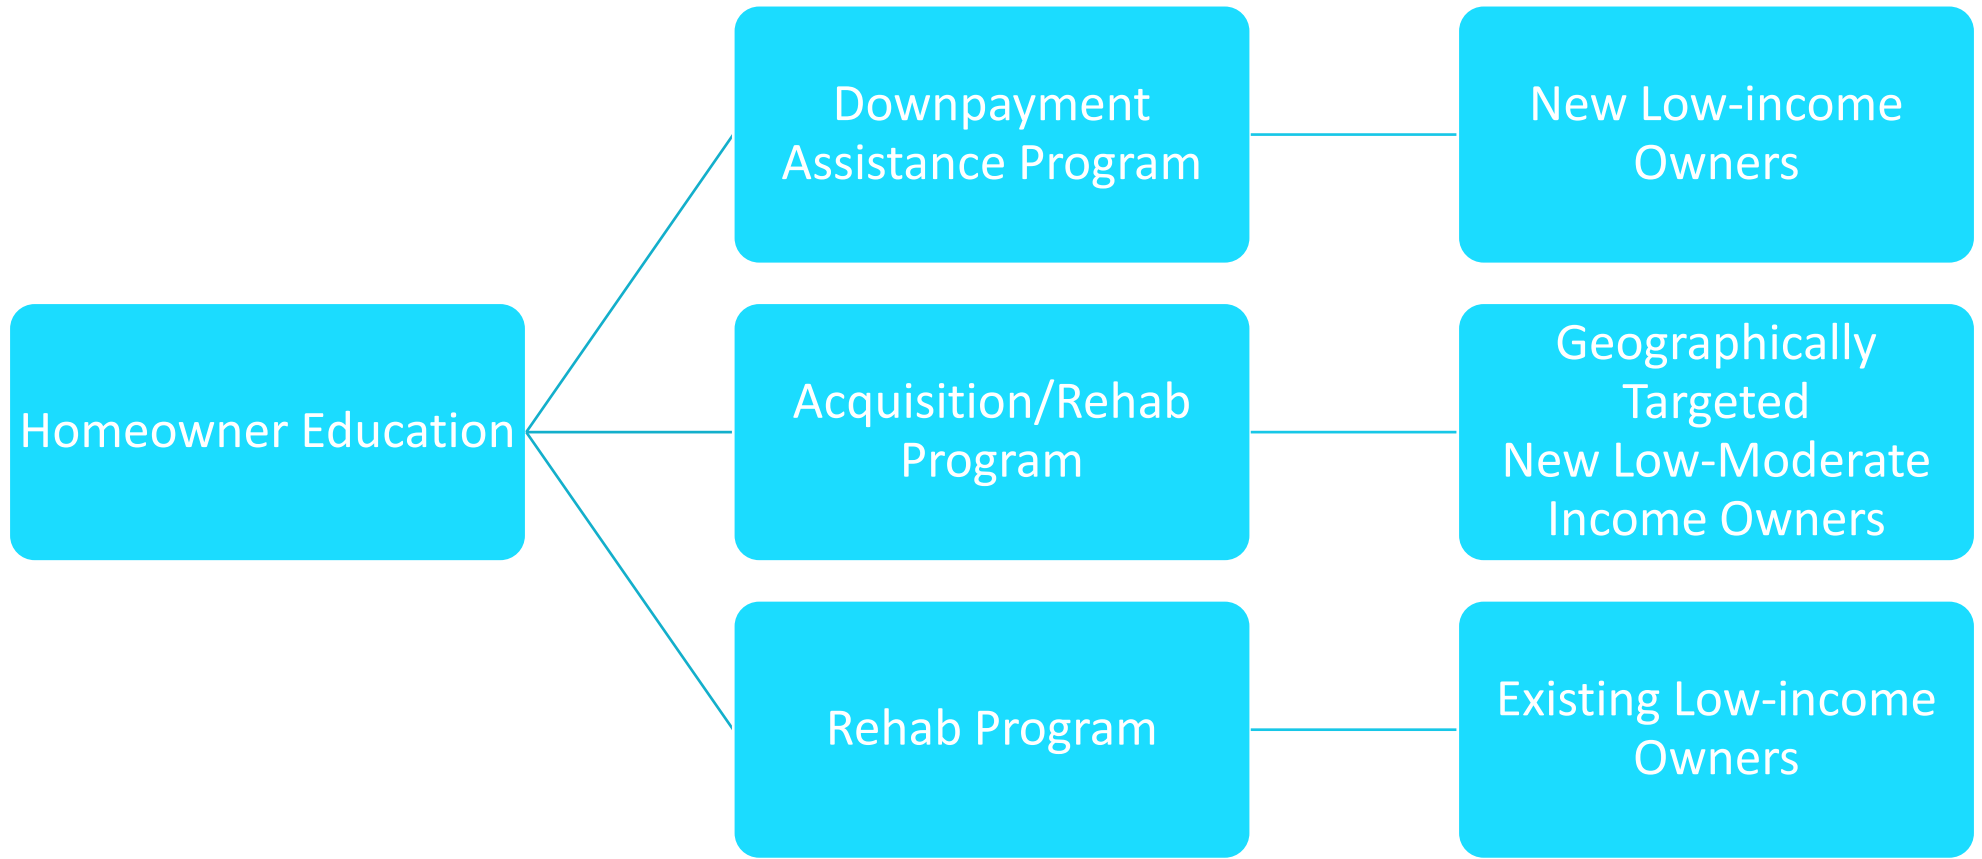 Homeowner Education
Downpayment
Assistance Program
New Low-income
Owners
Acquisition/Rehab
Program
Geographically
Targeted
New Low-Moderate
Income Owners
Rehab Program
Existing Low-income
Owners